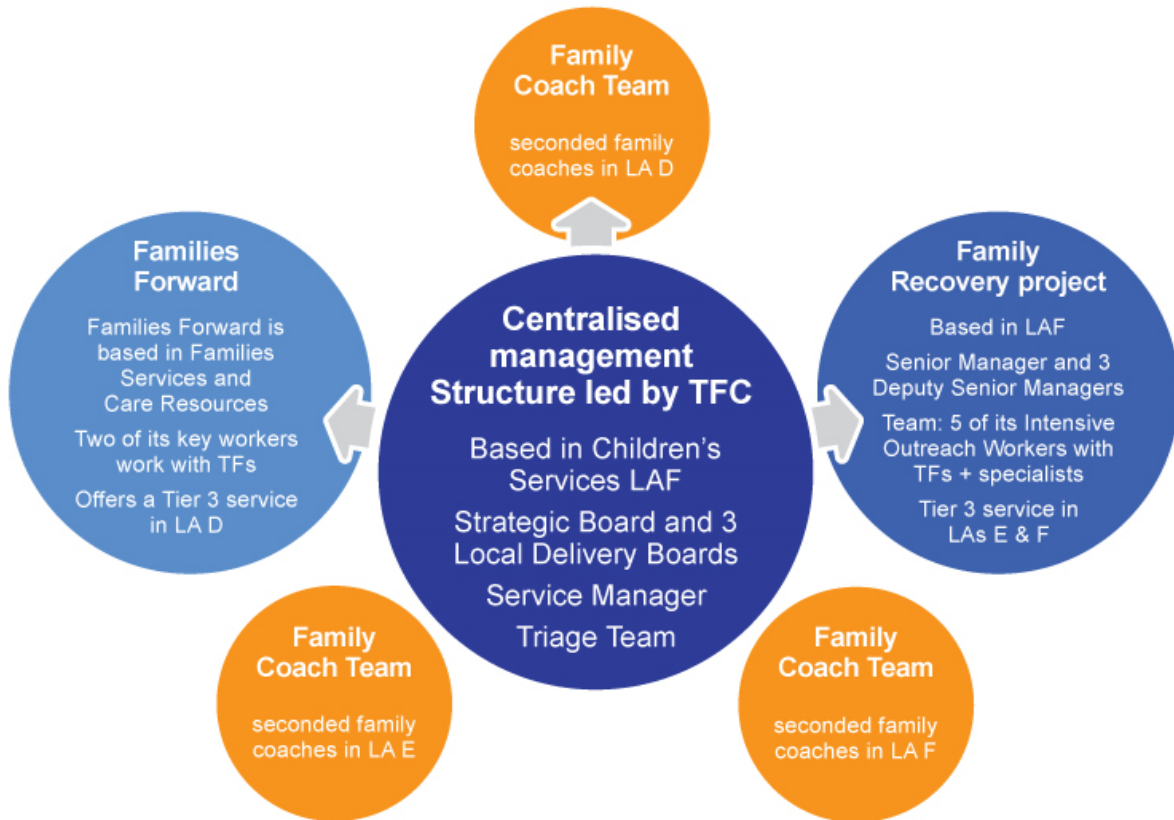 Family
Coach Team
seconded family
coaches in LA D
Families
Forward
Families Forward is
based in Families
Services and
Care Resources
Two of its key workers
work with TFs
Offers a Tier 3 service
in LA D
Centralised
management
Structure led by TFC
Based in Children’s
Services LAF
Strategic Board and 3
Local Delivery Boards
Service Manager
Triage Team
Family
Recovery project
Based in LAF
Senior Manager and 3
Deputy Senior Managers
Team: 5 of its Intensive
Outreach Workers with
TFs + specialists
Tier 3 service in
LAs E & F
Family
Coach Team
seconded family
coaches in LA E
Family
Coach Team
seconded family
coaches in LA F